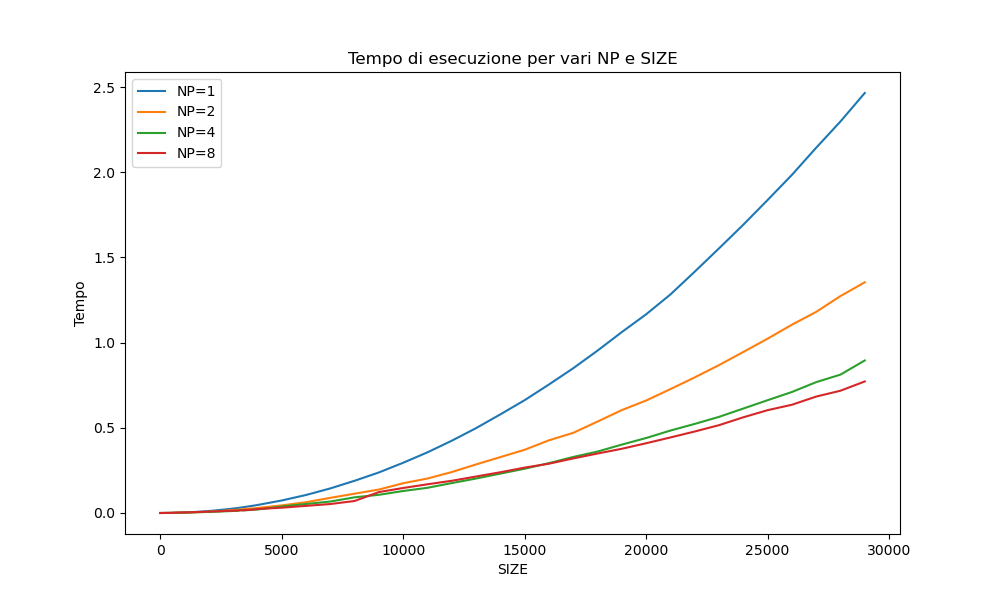 Tempo di esecuzione per vari NP e SIZE
NP=1
NP=2
NP=4
NP=8
2.5
2.0
1.5
1.0
0.5
0.0
Tempo
0 5000 10000 15000 20000 25000 30000
SIZE